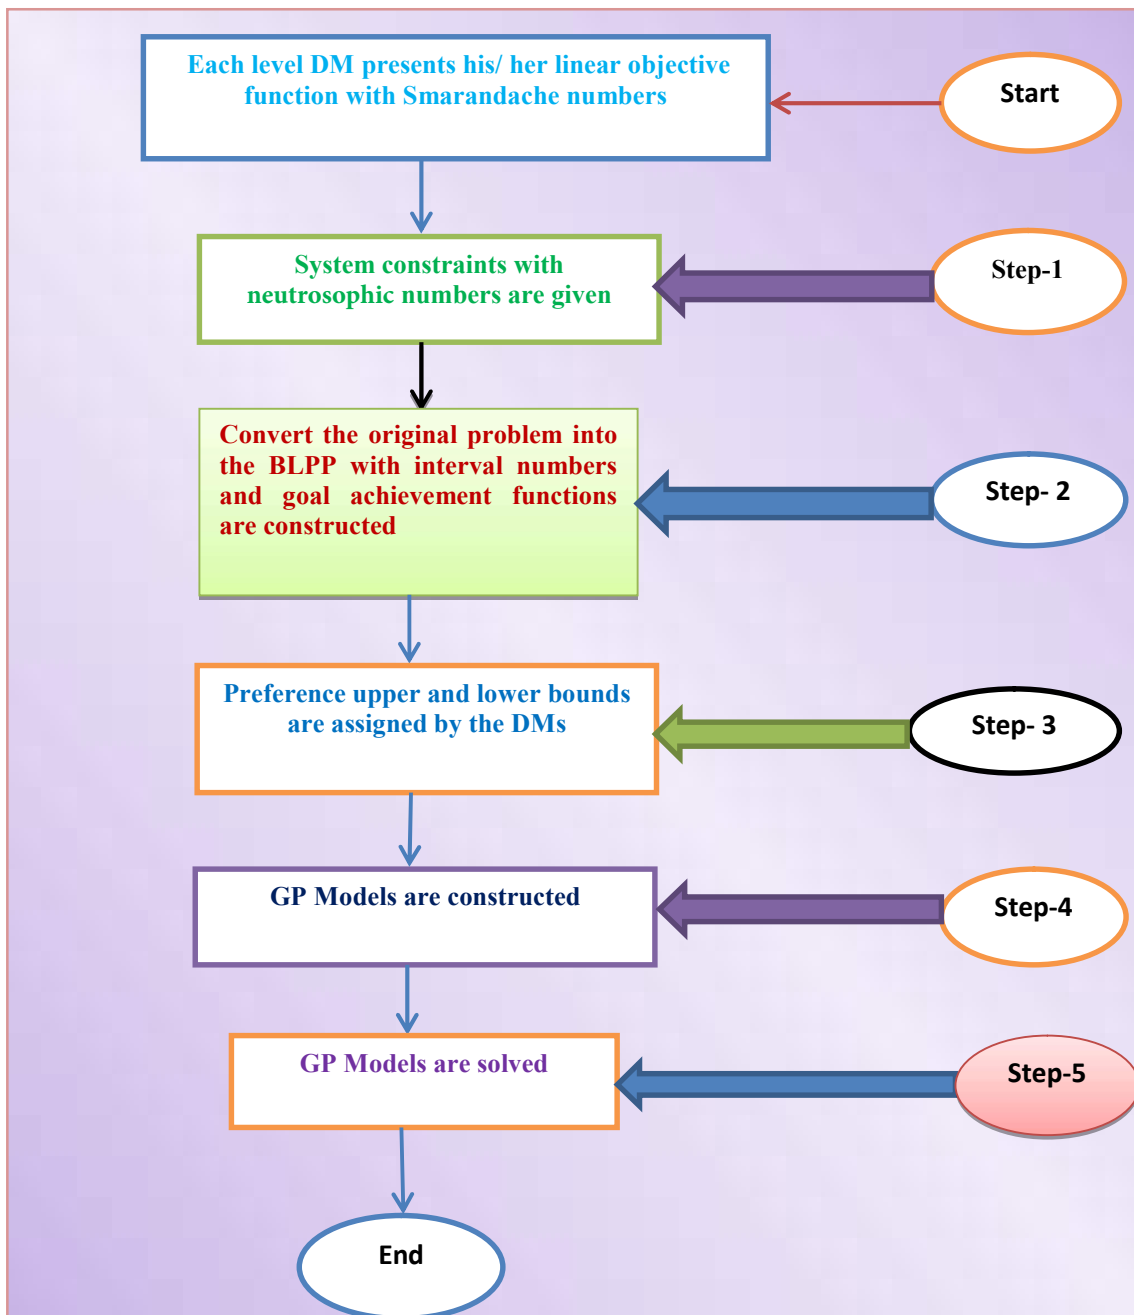 Each level DM presents his/ her linear objective
function with Smarandache numbers
Start
System constraints with
neutrosophic numbers are given
Step-1
Convert the original problem into
the BLPP with interval numbers
and goal achievement functions
are constructed
Step- 2
Preference upper and lower bounds
are assigned by the DMs
Step- 3
GP Models are constructed
Step-4
GP Models are solved
Step-5
End